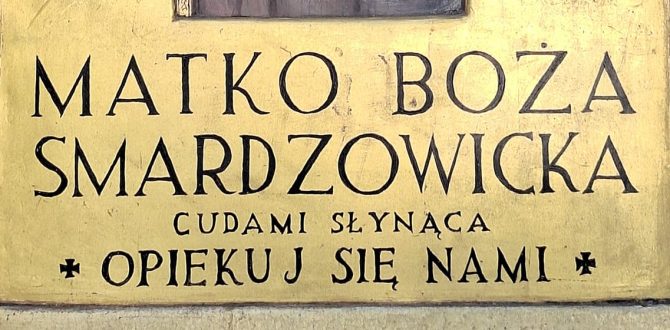 MATKO BOŻA
SMARDZOWICKA
CUDAMI SŁYNĄCA
✠ OPIEKUJ SIĘ NAMI ✠